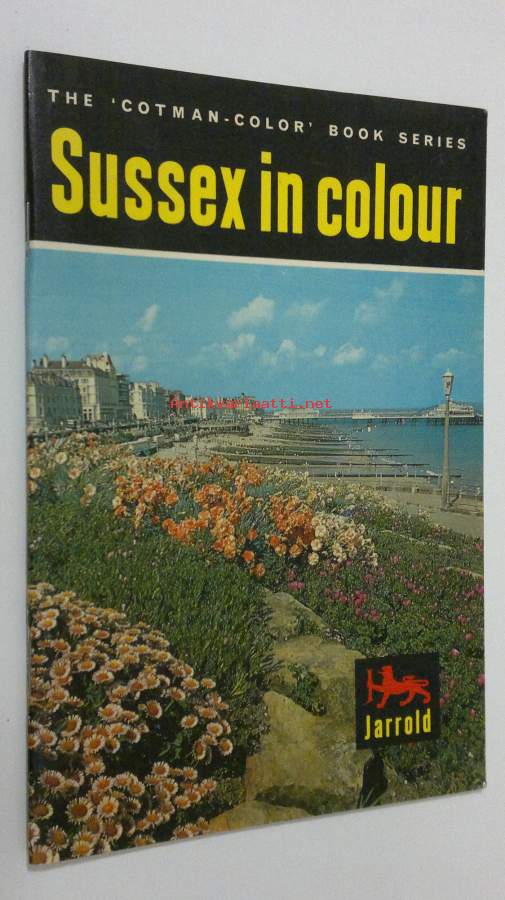 THE 'COTMAN-COLOR' BOOK SERIES
Sussex in colour
antikvariaatti.net
Jarrold